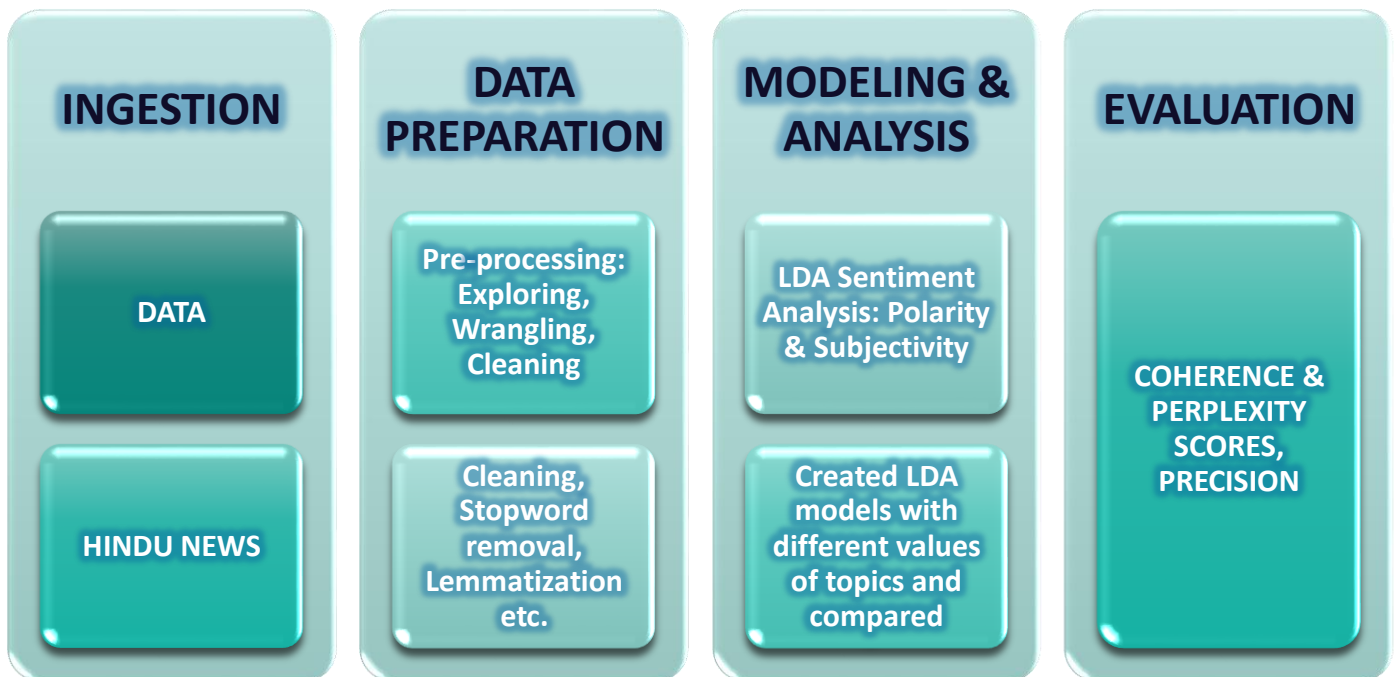 INGESTION
DATA
HINDU NEWS
DATA
PREPARATION
Pre-processing:
Exploring,
Wrangling,
Cleaning
Cleaning,
Stopword
removal,
Lemmatization
etc.
MODELING &
ANALYSIS
LDA Sentiment
Analysis: Polarity
& Subjectivity
Created LDA
models with
different values
of topics and
compared
EVALUATION
COHERENCE &
PERPLEXITY
SCORES,
PRECISION